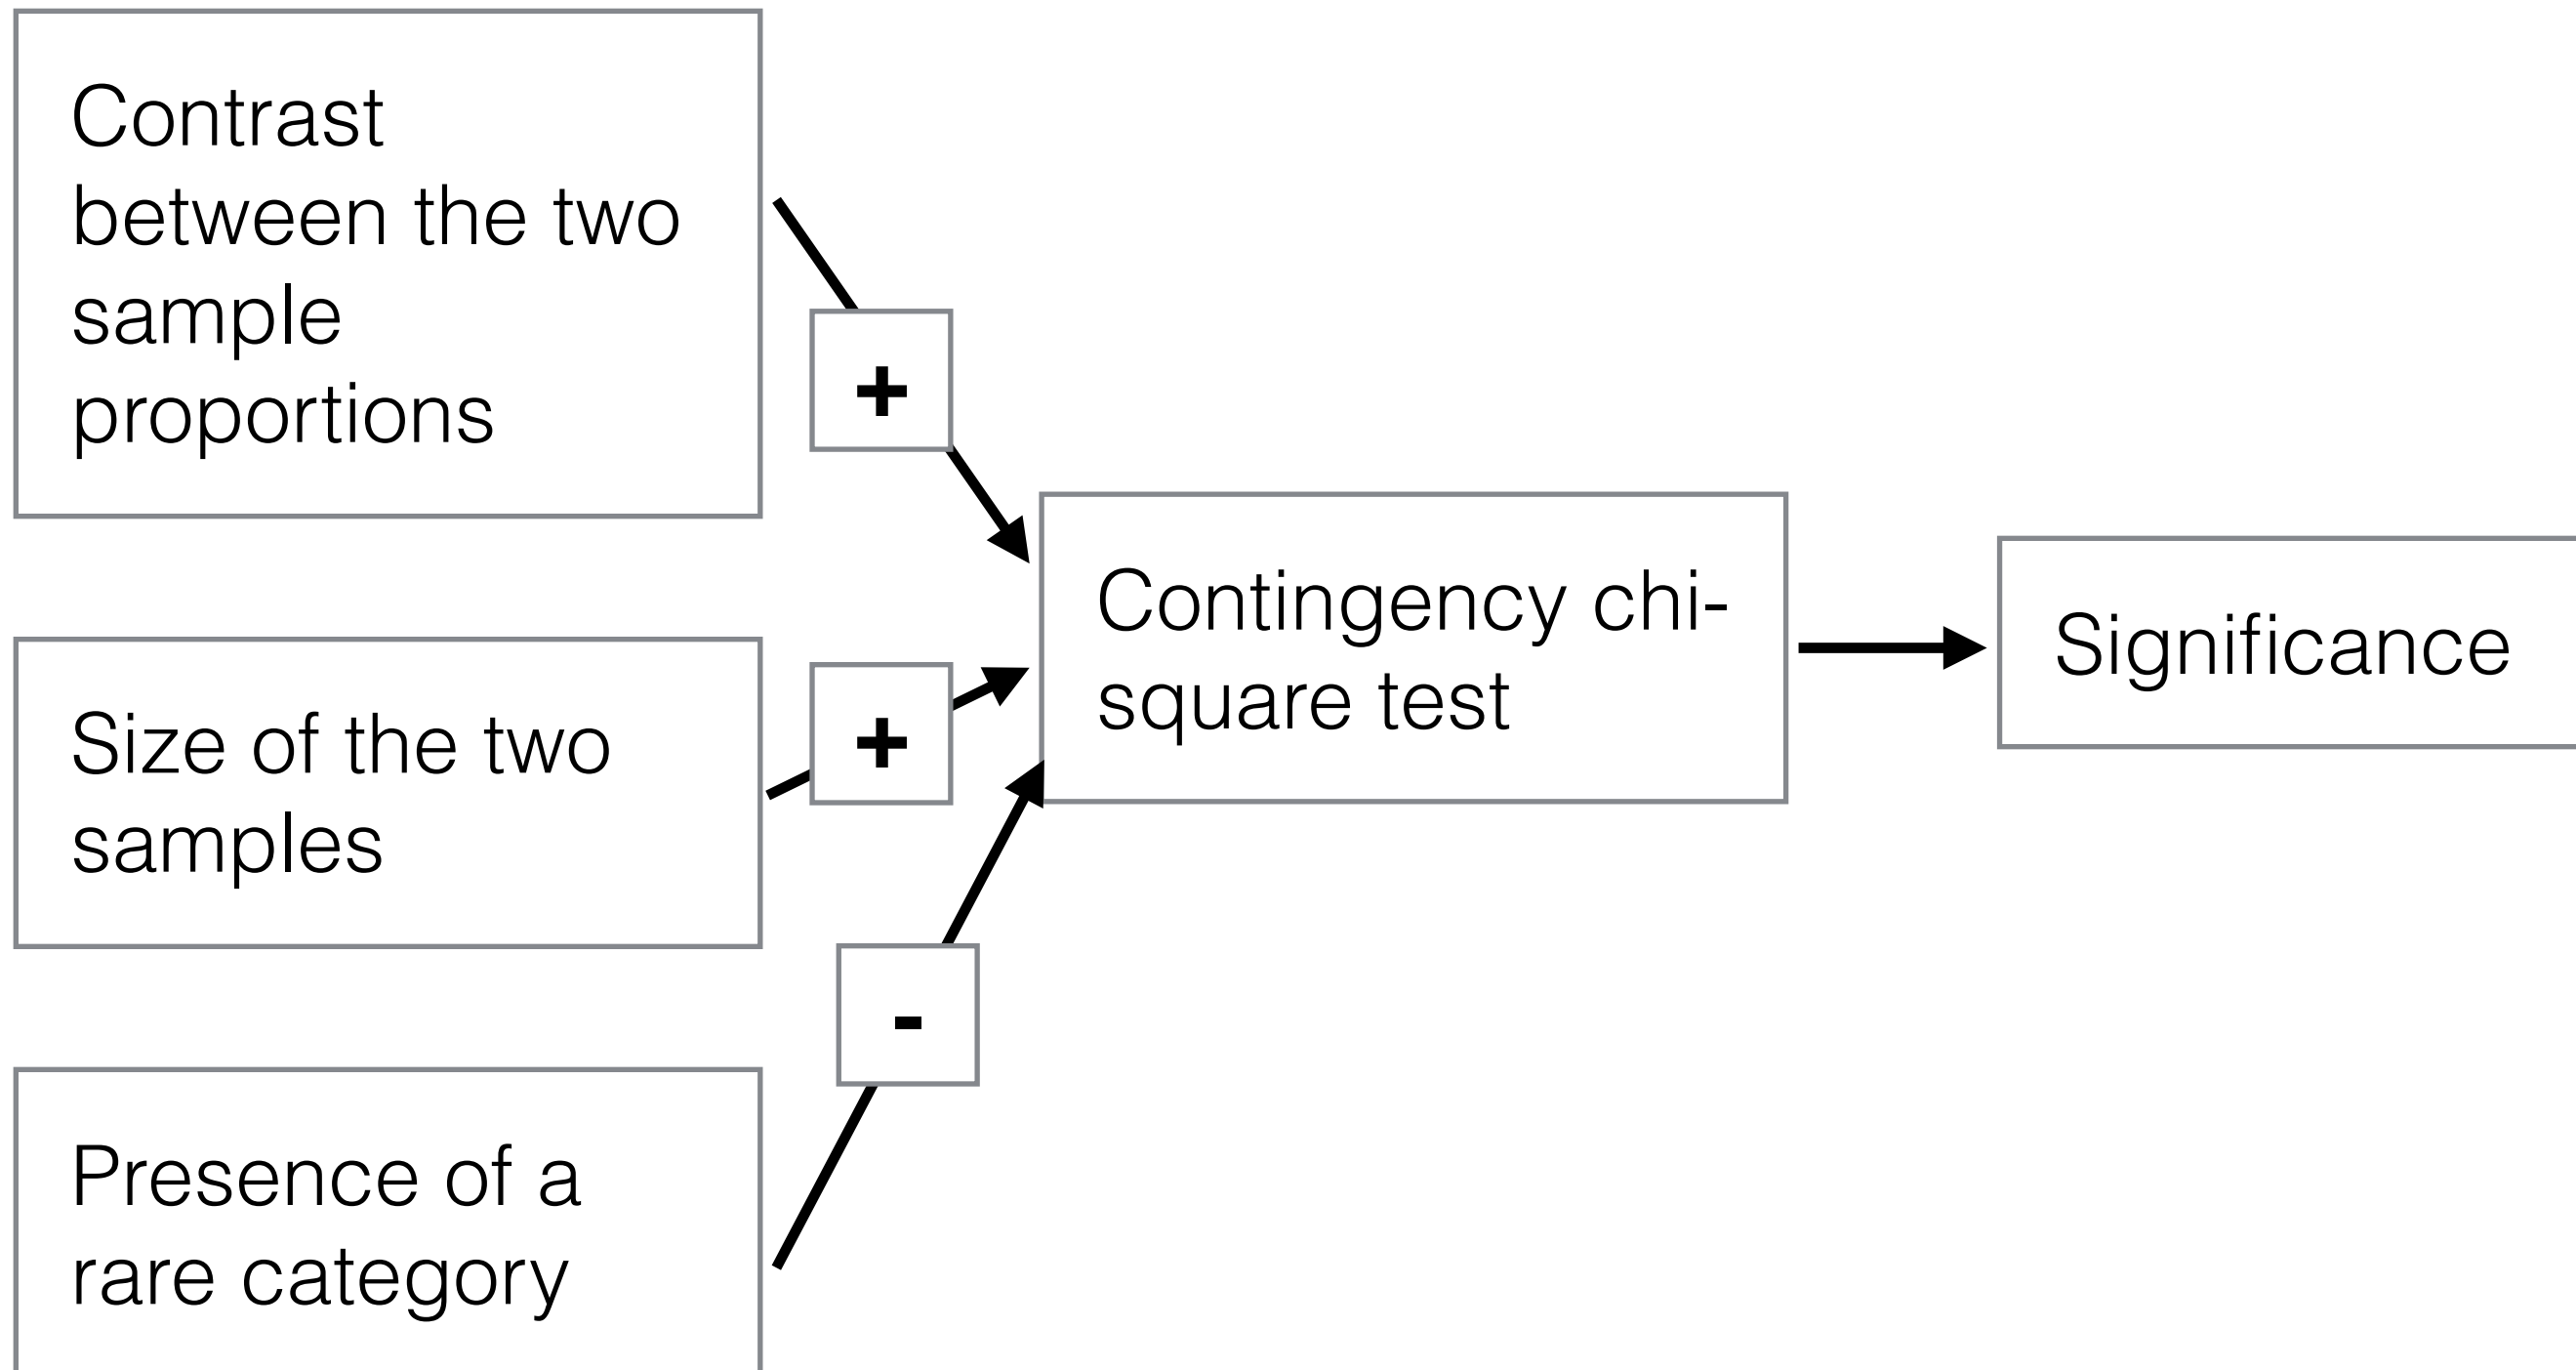 Contrast
between the two
sample
proportions
+
Size of the two
samples
+
Presence of a
rare category
-
Contingency chi-
square test
Significance